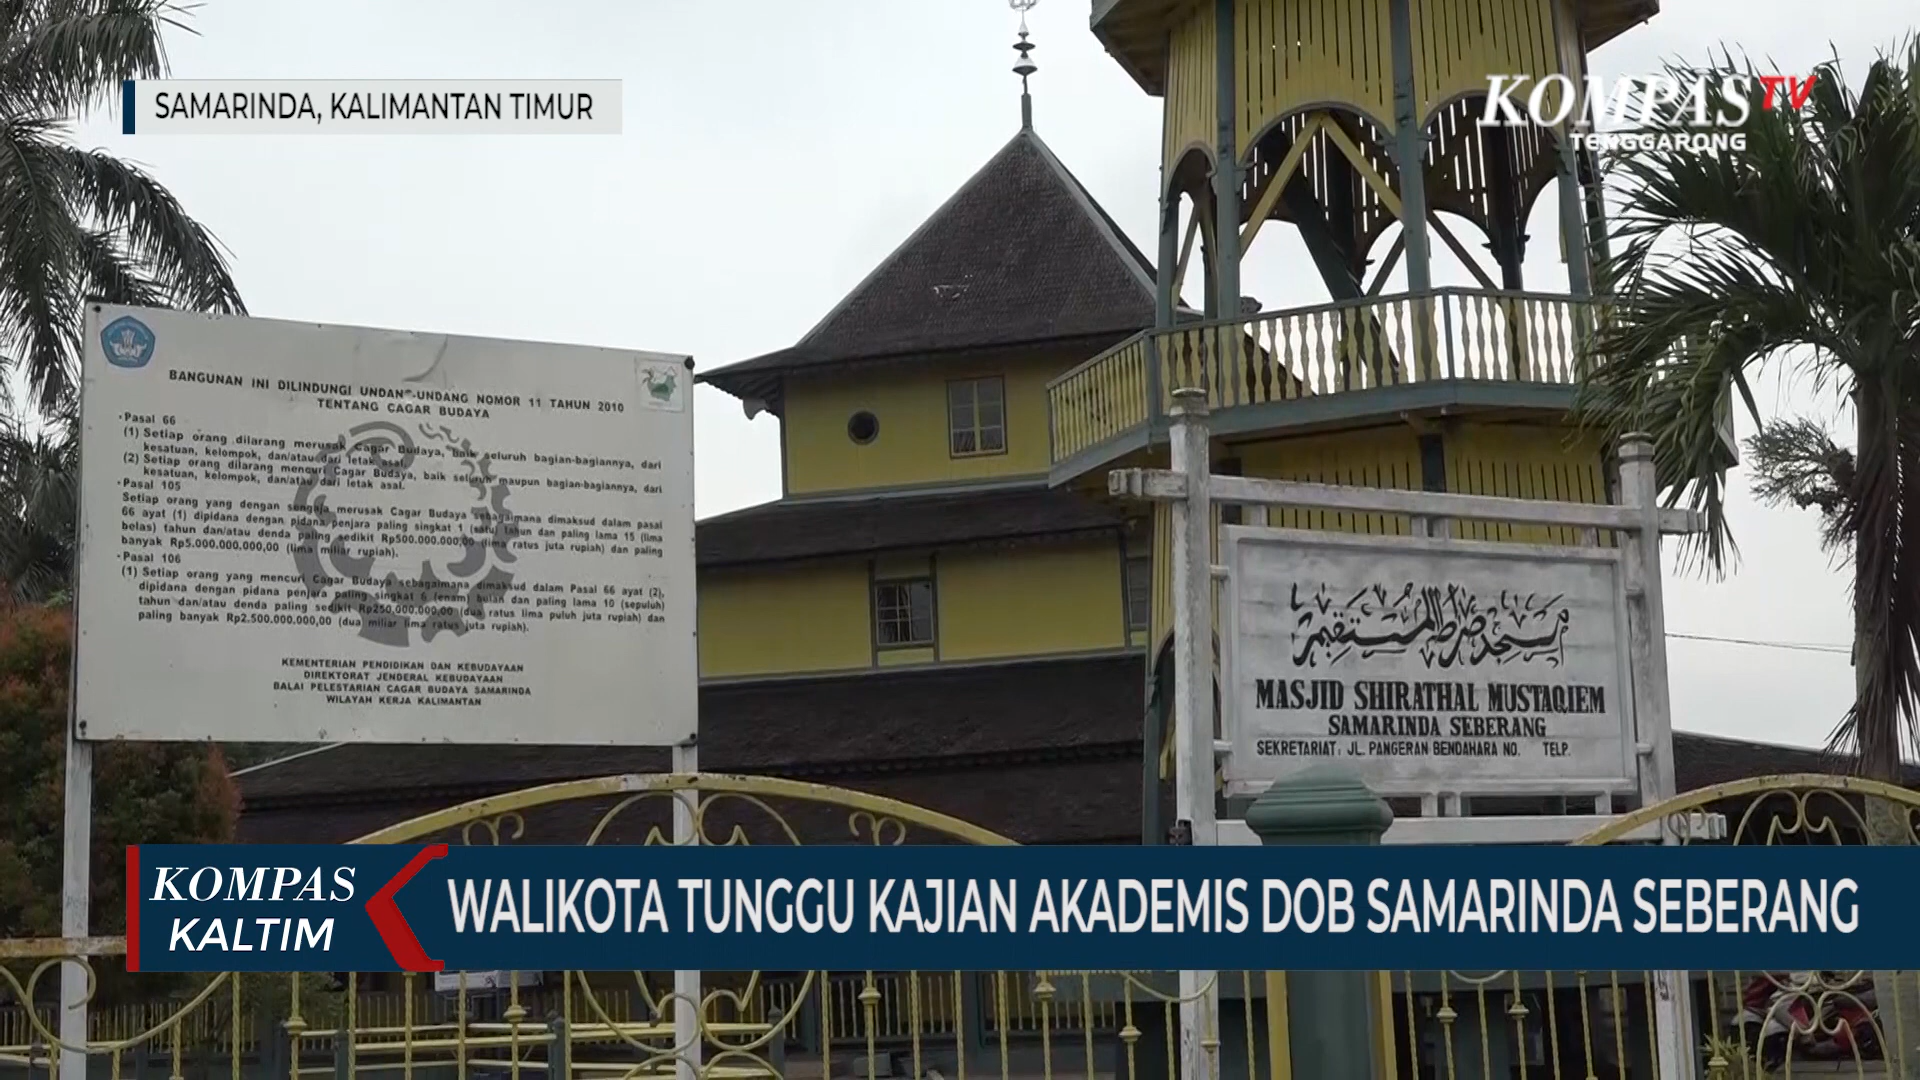 SAMARINDA, KALIMANTAN TIMUR
KOMPAS TV
TENGGARONG
BANGUNAN INI DILINDUNGI UNDANG-UNDANG NOMOR 11 TAHUN 2010
TENTANG CAGAR BUDAYA
•Pasal 66
(1) Setiap orang dilarang merusak Cagar Budaya, baik seluruh bagian-bagiannya, dari
kesatuan, kelompok, dan/atau dari letak asal.
(2) Setiap orang dilarang mencuri Cagar Budaya, baik seluruh maupun bagian-bagiannya, dari
kesatuan, kelompok, dan/atau dari letak asal.
•Pasal 105
Setiap orang yang dengan sengaja merusak Cagar Budaya sebagaimana dimaksud dalam pasal
66 ayat (1) dipidana dengan pidana penjara paling singkat 1 (satu) tahun dan paling lama 15 (lima
belas) tahun dan/atau denda paling sedikit Rp500.000.000,00 (lima ratus juta rupiah) dan paling
banyak Rp5.000.000.000,00 (lima miliar rupiah).
•Pasal 106
(1) Setiap orang yang mencuri Cagar Budaya sebagaimana dimaksud dalam Pasal 66 ayat (2),
dipidana dengan pidana penjara paling singkat 6 (enam) bulan dan paling lama 10 (sepuluh)
tahun dan/atau denda paling sedikit Rp250.000.000,00 (dua ratus lima puluh juta rupiah) dan
paling banyak Rp2.500.000.000,00 (dua miliar lima ratus juta rupiah).
KEMENTERIAN PENDIDIKAN DAN KEBUDAYAAN
DIREKTORAT JENDERAL KEBUDAYAAN
BALAI PELESTARIAN CAGAR BUDAYA SAMARINDA
WILAYAH KERJA KALIMANTAN
مسجد صراط المستقيم
MASJID SHIRATHAL MUSTAQIEM
SAMARINDA SEBERANG
SEKRETARIAT: JL. PANGERAN BENDAHARA NO. TELP.
KOMPAS
KALTIM
WALIKOTA TUNGGU KAJIAN AKADEMIS DOB SAMARINDA SEBERANG